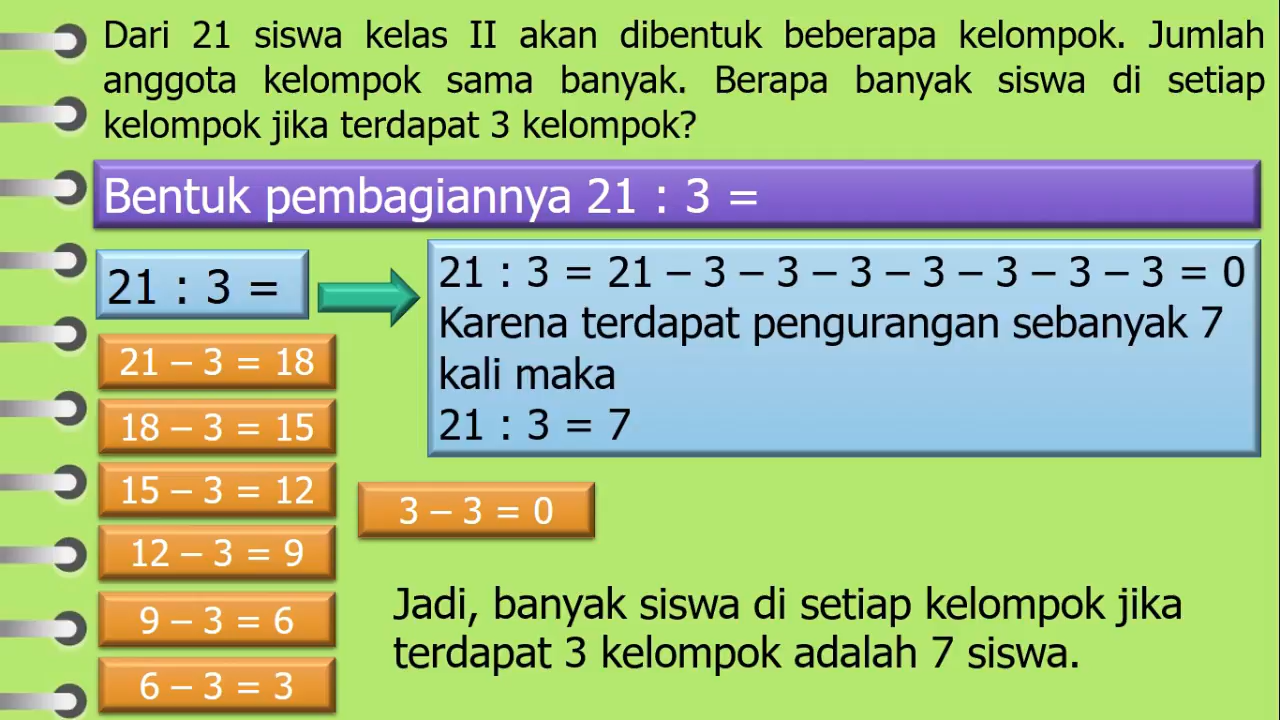 Dari 21 siswa kelas II akan dibentuk beberapa kelompok. Jumlah
anggota kelompok sama banyak. Berapa banyak siswa di setiap
kelompok jika terdapat 3 kelompok?
Bentuk pembagiannya 21 : 3 =
21 : 3 =
21 : 3 = 21 – 3 – 3 – 3 – 3 – 3 – 3 – 3 = 0
Karena terdapat pengurangan sebanyak 7
kali maka
21 : 3 = 7
21 – 3 = 18
18 – 3 = 15
15 – 3 = 12
12 – 3 = 9
9 – 3 = 6
6 – 3 = 3
3 – 3 = 0
Jadi, banyak siswa di setiap kelompok jika
terdapat 3 kelompok adalah 7 siswa.